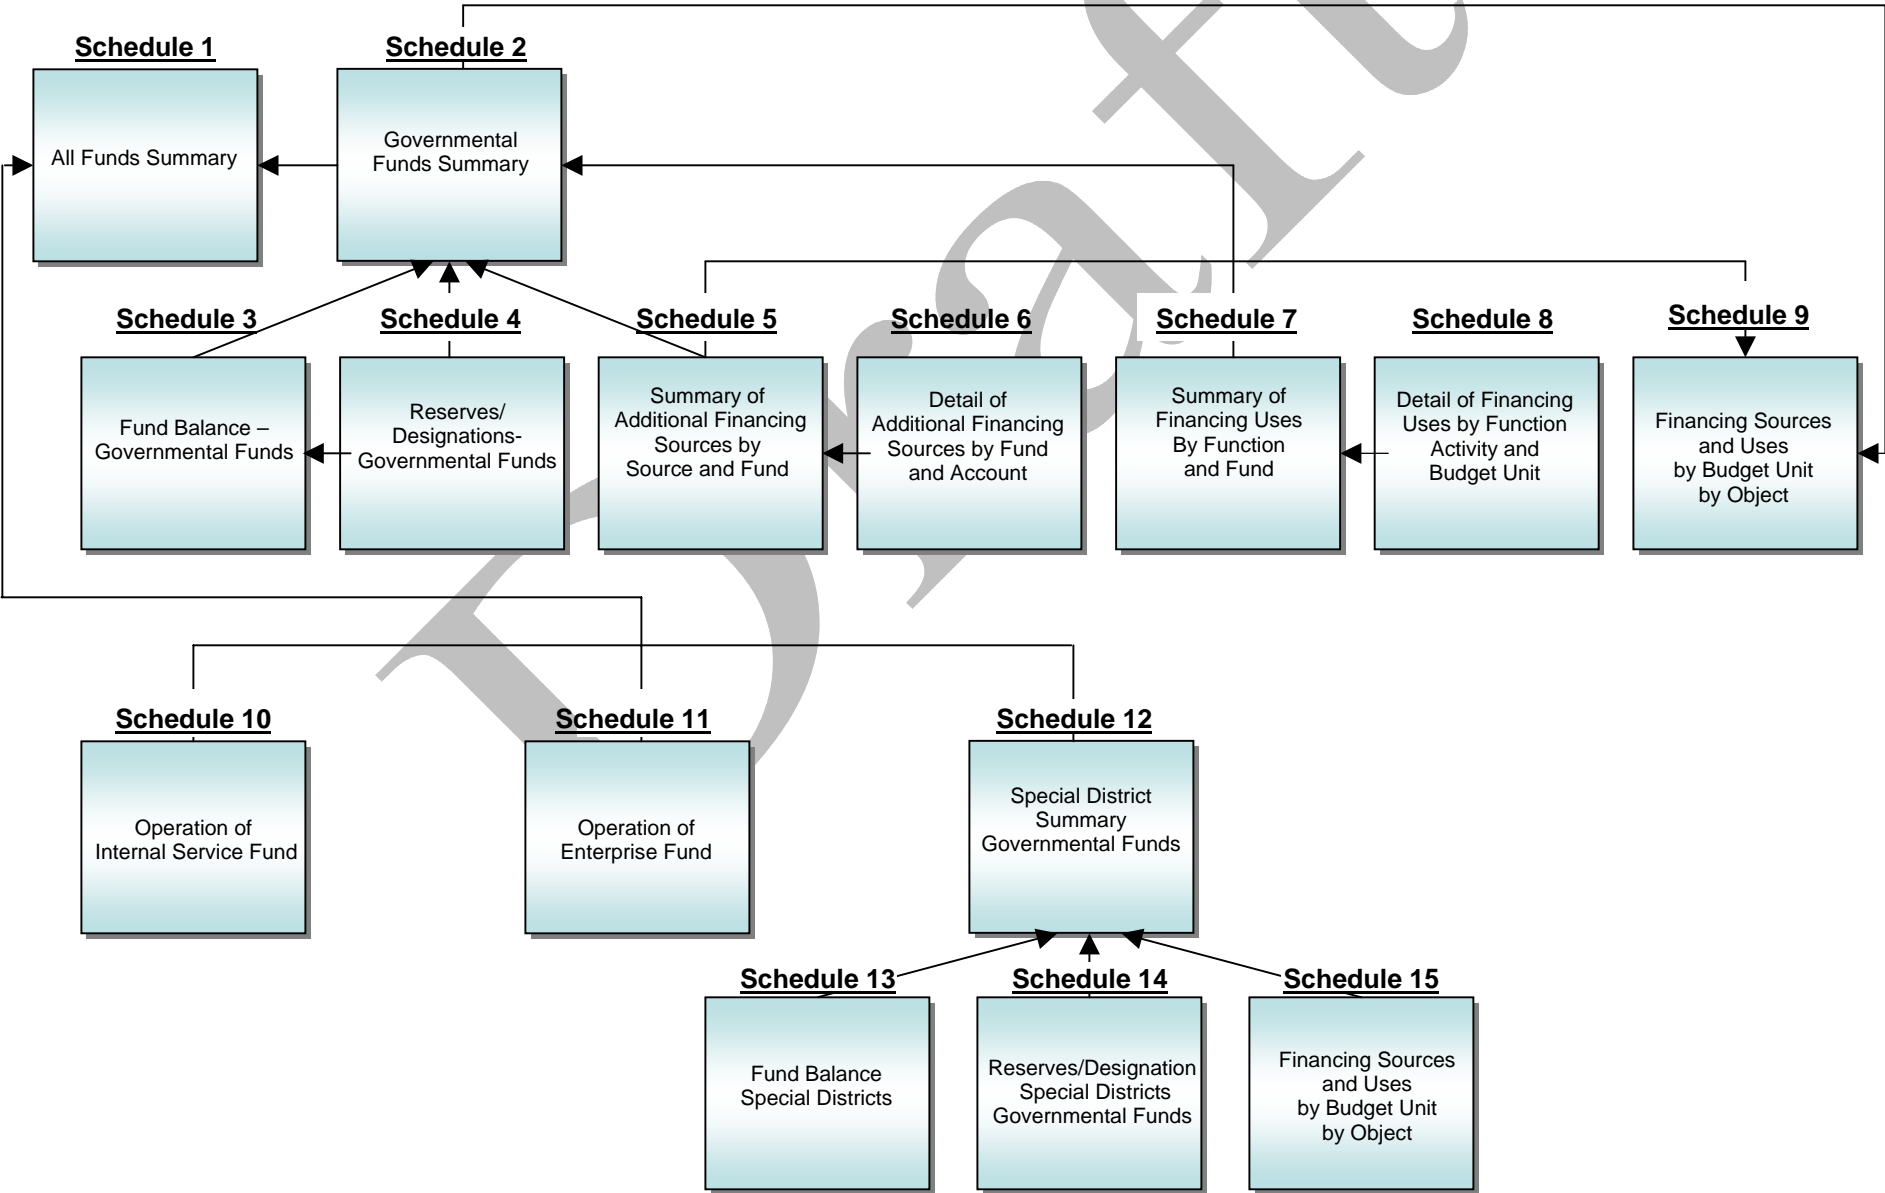 Schedule 1
Schedule 2
All Funds Summary
Governmental
Funds Summary
Schedule 3
Schedule 4
Schedule 5
Schedule 6
Schedule 7
Schedule 8
Schedule 9
Fund Balance –
Governmental Funds
Reserves/
Designations-
Governmental Funds
Summary of
Additional Financing
Sources by
Source and Fund
Detail of
Additional Financing
Sources by Fund
and Account
Summary of
Financing Uses
By Function
and Fund
Detail of Financing
Uses by Function
Activity and
Budget Unit
Financing Sources
and Uses
by Budget Unit
by Object
Schedule 10
Schedule 11
Schedule 12
Operation of
Internal Service Fund
Operation of
Enterprise Fund
Special District
Summary
Governmental Funds
Schedule 13
Schedule 14
Schedule 15
Fund Balance
Special Districts
Reserves/Designation
Special Districts
Governmental Funds
Financing Sources
and Uses
by Budget Unit
by Object
Draft